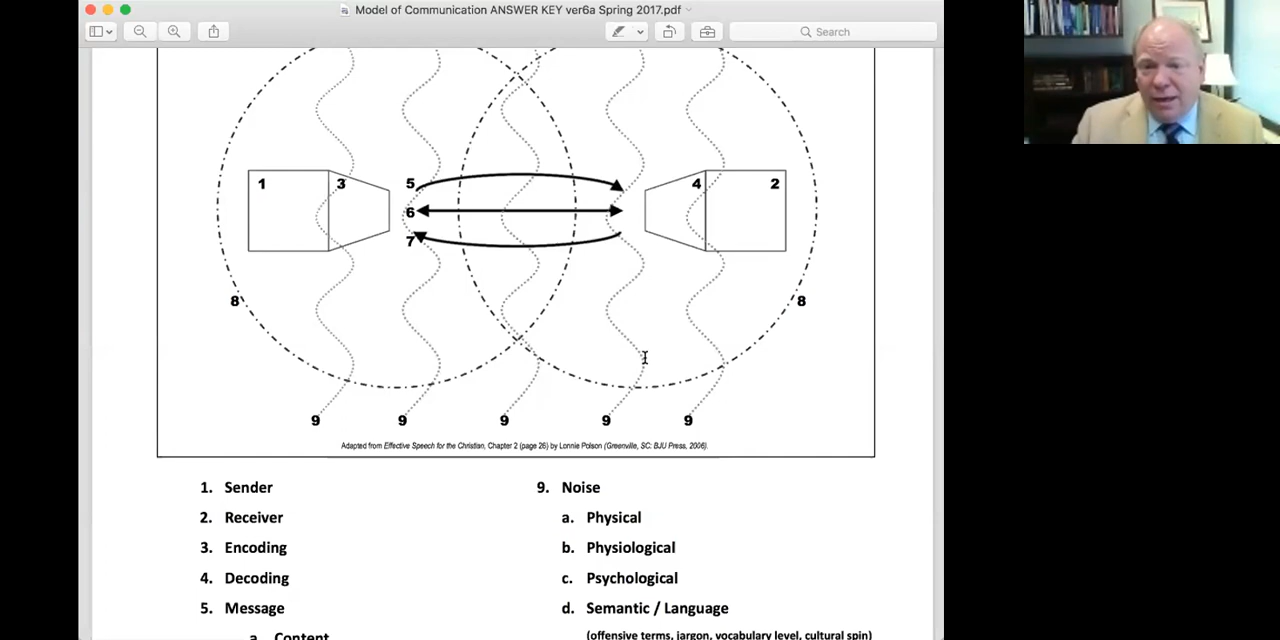 Model of Communication ANSWER KEY ver6a Spring 2017.pdf
Search
1 3 5 4 2
6
7
8 8
9 9 9 9 9
Adapted from Effective Speech for the Christian, Chapter 2 (page 26) by Lonnie Polson (Greenville, SC: BJU Press, 2006).
1. Sender
2. Receiver
3. Encoding
4. Decoding
5. Message
a. Content
9. Noise
a. Physical
b. Physiological
c. Psychological
d. Semantic / Language
(offensive terms, jargon, vocabulary level, cultural spin)